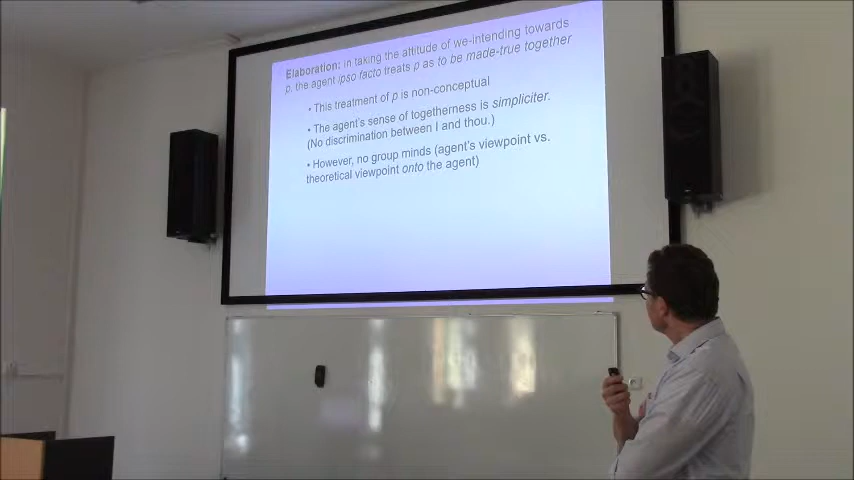 Elaboration: in taking the attitude of we-intending towards
p, the agent ipso facto treats p as to be made-true together
• This treatment of p is non-conceptual
• The agent's sense of togetherness is simpliciter.
(No discrimination between I and thou.)
• However, no group minds (agent's viewpoint vs.
theoretical viewpoint onto the agent)